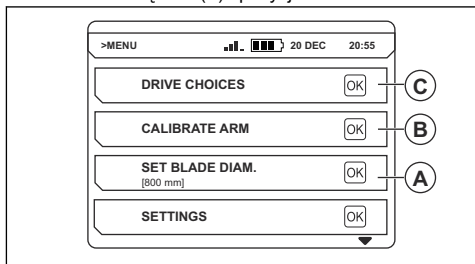 >MENU 20 DEC 20:55
DRIVE CHOICES OK C
CALIBRATE ARM OK B
SET BLADE DIAM. OK A
[800 mm]
SETTINGS OK